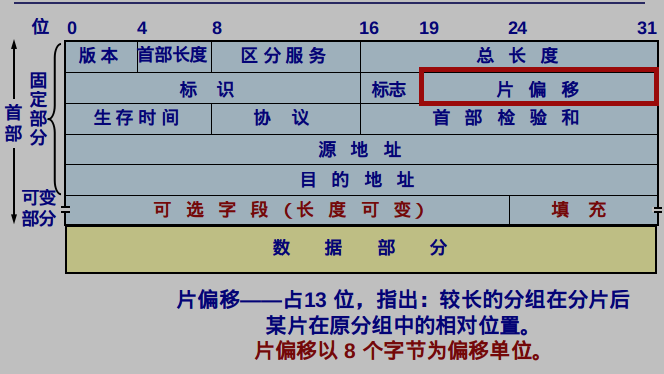 位 0 4 8 16 19 24 31
版本 首部长度 区分服务 总长度
标识 标志 片偏移
生存时间 协议 首部检验和
源地址
目的地址
可选字段(长度可变) 填充
数据部分
首部
固定部分
可变部分
片偏移——占13 位，指出：较长的分组在分片后
某片在原分组中的相对位置。
片偏移以 8 个字节为偏移单位。